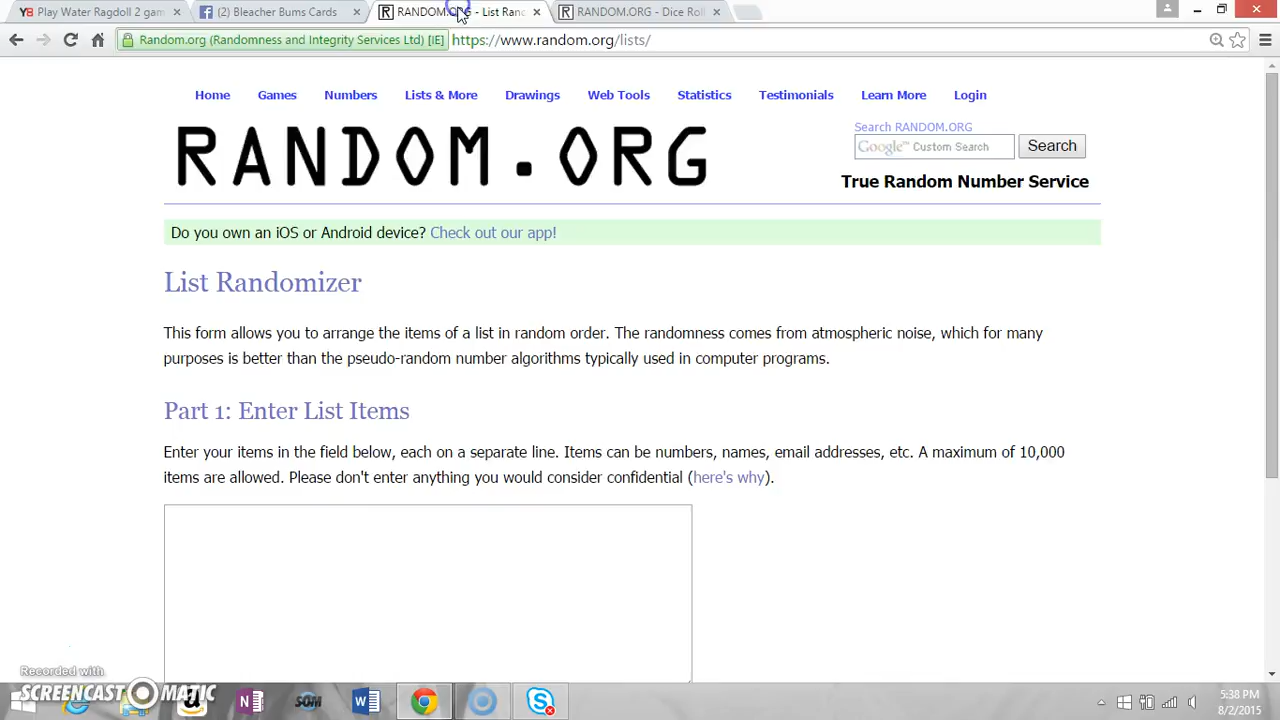 Play Water Ragdoll 2 gam
(2) Bleacher Bums Cards
RANDOM.ORG - List Ran
RANDOM.ORG - Dice Roll
Random.org (Randomness and Integrity Services Ltd) [IE]
https://www.random.org/lists/
Home Games Numbers Lists & More Drawings Web Tools Statistics Testimonials Learn More Login
RANDOM.ORG
Search RANDOM.ORG
Google™ Custom Search
Search
True Random Number Service
Do you own an iOS or Android device? Check out our app!
List Randomizer
This form allows you to arrange the items of a list in random order. The randomness comes from atmospheric noise, which for many
purposes is better than the pseudo-random number algorithms typically used in computer programs.
Part 1: Enter List Items
Enter your items in the field below, each on a separate line. Items can be numbers, names, email addresses, etc. A maximum of 10,000
items are allowed. Please don't enter anything you would consider confidential (here's why).
Recorded with
SCREENCAST MATIC
SOM
5:38 PM
8/2/2015